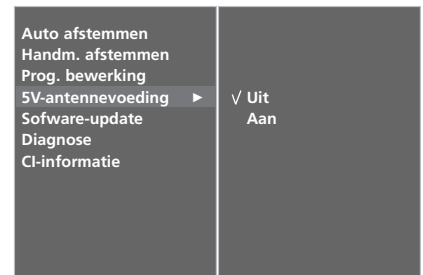 Auto afstemmen
Handm. afstemmen
Prog. bewerking
5V-antennevoeding ►
Sofware-update
Diagnose
CI-informatie
√ Uit
Aan